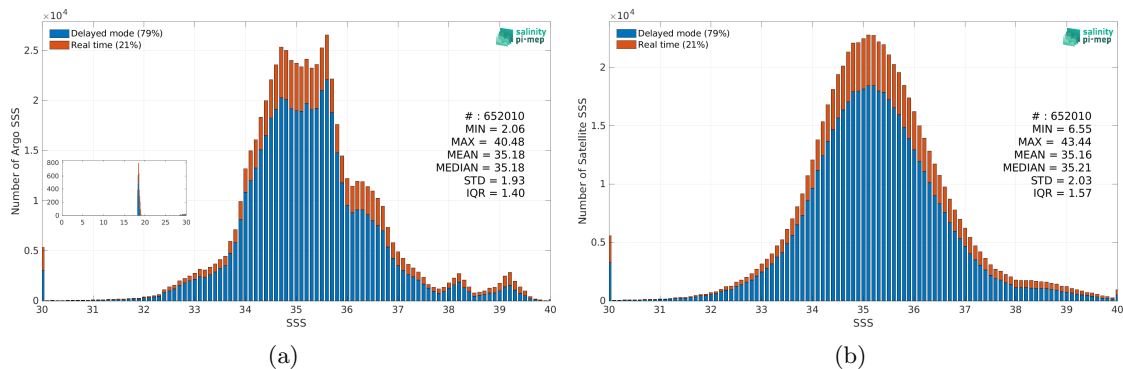 ×10⁴
Delayed mode (79%)
Real time (21%)
salinity
pi-mep
2.5
2
1.5
1
0.5
0
Number of Argo SSS
# : 652010
MIN = 2.06
MAX = 40.48
MEAN = 35.18
MEDIAN = 35.18
STD = 1.93
IQR = 1.40
800
600
400
200
0
0 5 10 15 20 25 30
30 31 32 33 34 35 36 37 38 39 40
SSS
(a)
×10⁴
Delayed mode (79%)
Real time (21%)
salinity
pi-mep
2
1.5
1
0.5
0
Number of Satellite SSS
# : 652010
MIN = 6.55
MAX = 43.44
MEAN = 35.16
MEDIAN = 35.21
STD = 2.03
IQR = 1.57
30 31 32 33 34 35 36 37 38 39 40
SSS
(b)